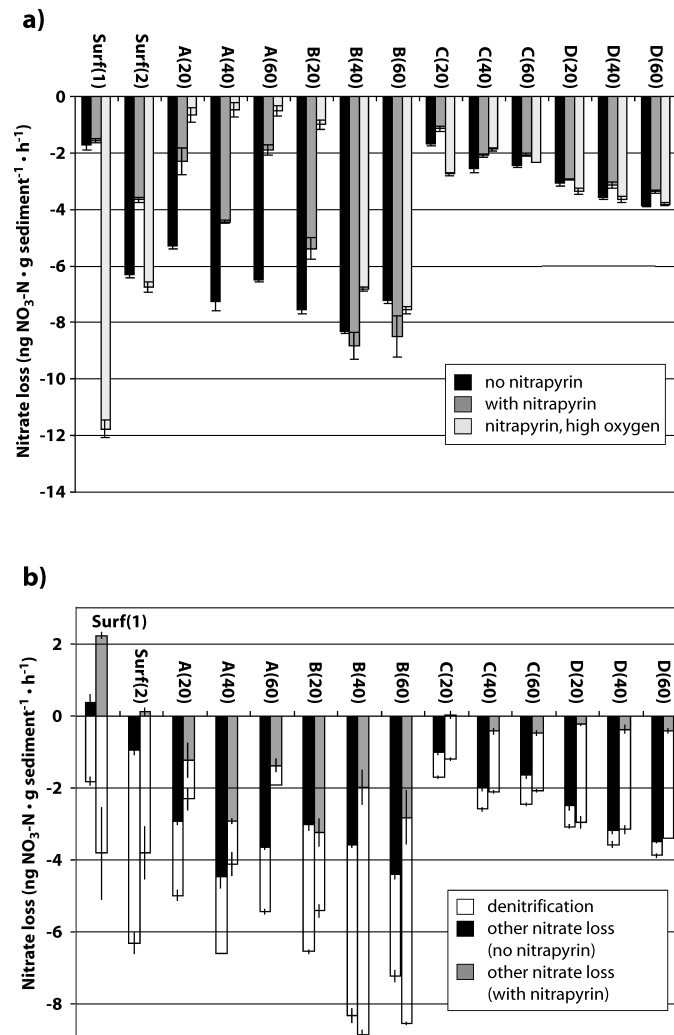 a)
Surf(1) Surf(2) A(20) A(40) A(60) B(20) B(40) B(60) C(20) C(40) C(60) D(20) D(40) D(60)
Nitrate loss (ng NO3-N • g sediment-1 • h-1)
0
-2
-4
-6
-8
-10
-12
-14
no nitrapyrin
with nitrapyrin
nitrapyrin, high oxygen
b)
Surf(1)
Surf(2) A(20) A(40) A(60) B(20) B(40) B(60) C(20) C(40) C(60) D(20) D(40) D(60)
Nitrate loss (ng NO3-N • g sediment-1 • h-1)
2
0
-2
-4
-6
-8
denitrification
other nitrate loss
(no nitrapyrin)
other nitrate loss
(with nitrapyrin)